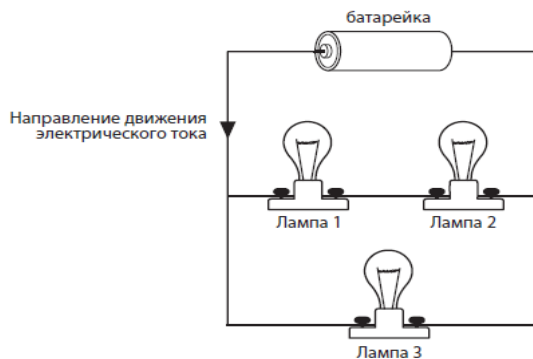 батарейка
Направление движения
электрического тока
Лампа 1
Лампа 2
Лампа 3